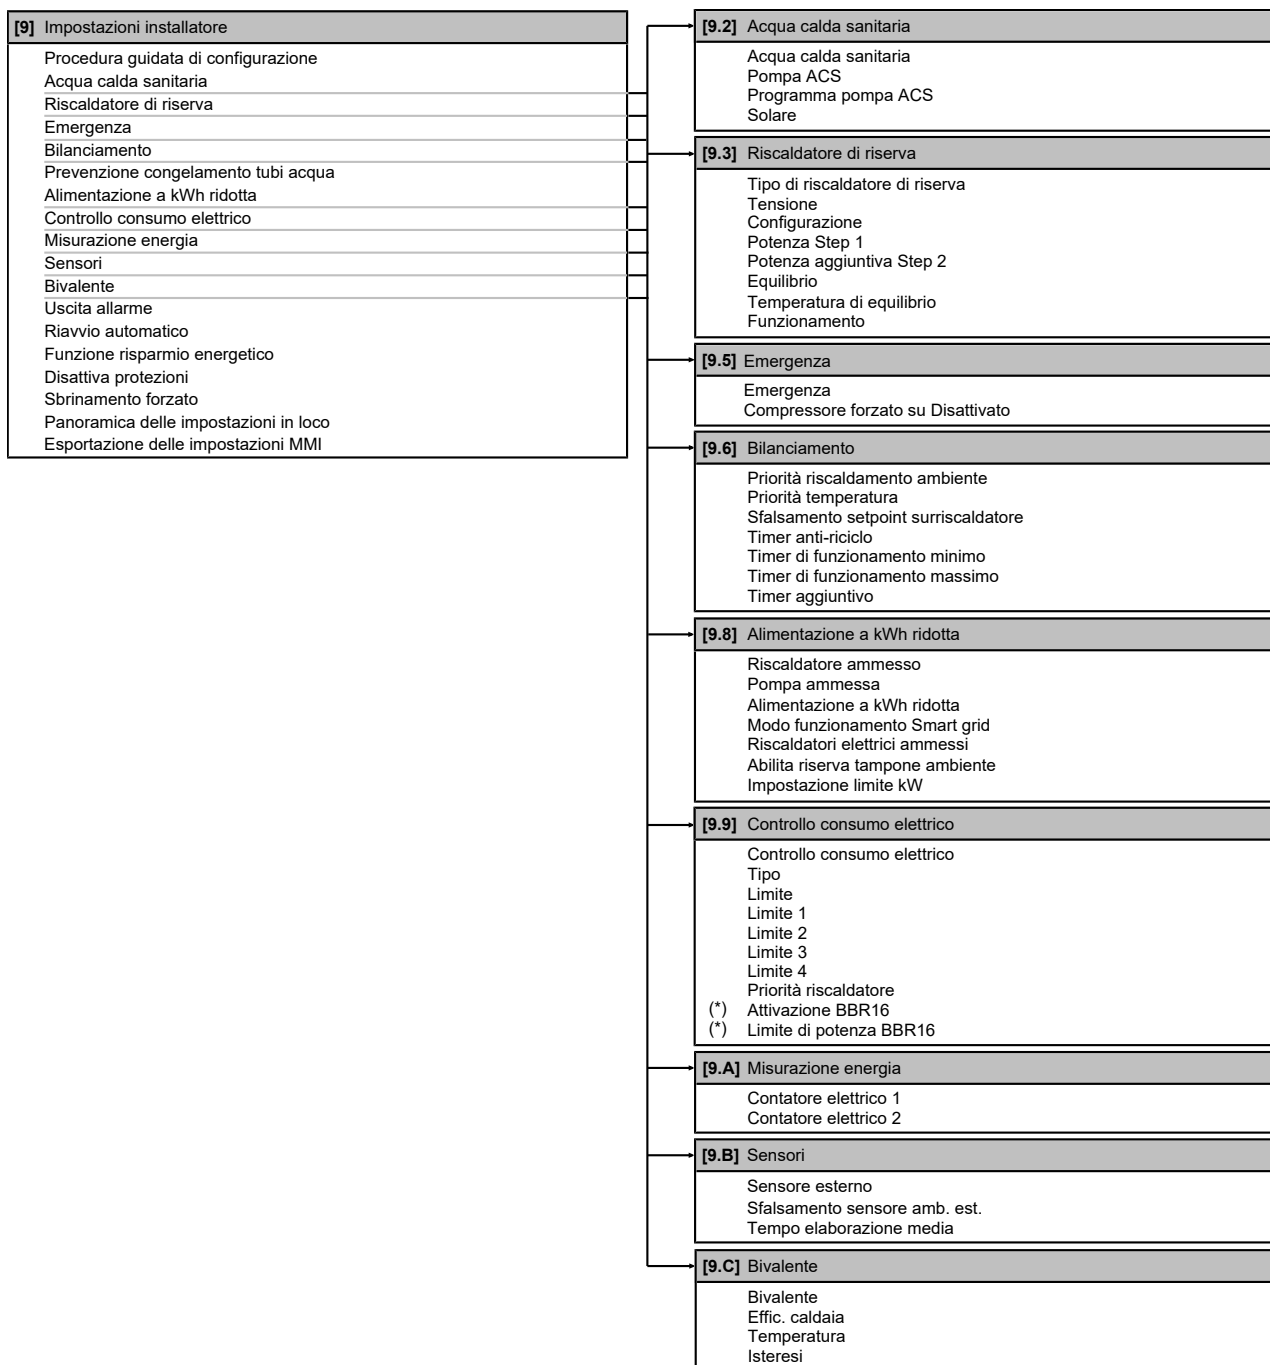 [9] Impostazioni installatore
Procedura guidata di configurazione
Acqua calda sanitaria
Riscaldatore di riserva
Emergenza
Bilanciamento
Prevenzione congelamento tubi acqua
Alimentazione a kWh ridotta
Controllo consumo elettrico
Misurazione energia
Sensori
Bivalente
Uscita allarme
Riavvio automatico
Funzione risparmio energetico
Disattiva protezioni
Sbrinamento forzato
Panoramica delle impostazioni in loco
Esportazione delle impostazioni MMI
[9.2] Acqua calda sanitaria
Acqua calda sanitaria
Pompa ACS
Programma pompa ACS
Solare
[9.3] Riscaldatore di riserva
Tipo di riscaldatore di riserva
Tensione
Configurazione
Potenza Step 1
Potenza aggiuntiva Step 2
Equilibrio
Temperatura di equilibrio
Funzionamento
[9.5] Emergenza
Emergenza
Compressore forzato su Disattivato
[9.6] Bilanciamento
Priorità riscaldamento ambiente
Priorità temperatura
Sfalsamento setpoint surriscaldatore
Timer anti-riciclo
Timer di funzionamento minimo
Timer di funzionamento massimo
Timer aggiuntivo
[9.8] Alimentazione a kWh ridotta
Riscaldatore ammesso
Pompa ammessa
Alimentazione a kWh ridotta
Modo funzionamento Smart grid
Riscaldatori elettrici ammessi
Abilita riserva tampone ambiente
Impostazione limite kW
[9.9] Controllo consumo elettrico
Controllo consumo elettrico
Tipo
Limite
Limite 1
Limite 2
Limite 3
Limite 4
Priorità riscaldatore
(*) Attivazione BBR16
(*) Limite di potenza BBR16
[9.A] Misurazione energia
Contatore elettrico 1
Contatore elettrico 2
[9.B] Sensori
Sensore esterno
Sfalsamento sensore amb. est.
Tempo elaborazione media
[9.C] Bivalente
Bivalente
Effic. caldaia
Temperatura
Isteresi